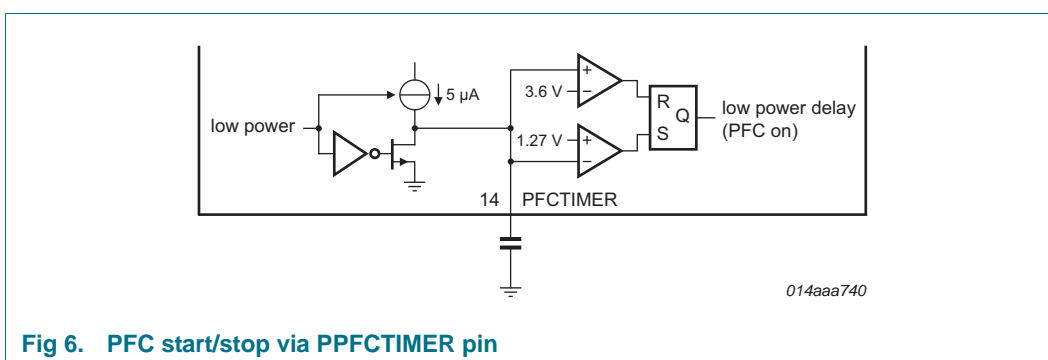 5 μA
3.6 V
low power
1.27 V
+
−
+
−
R
S
Q
low power delay
(PFC on)
14 PFCTIMER
014aaa740
Fig 6. PFC start/stop via PPFCTIMER pin